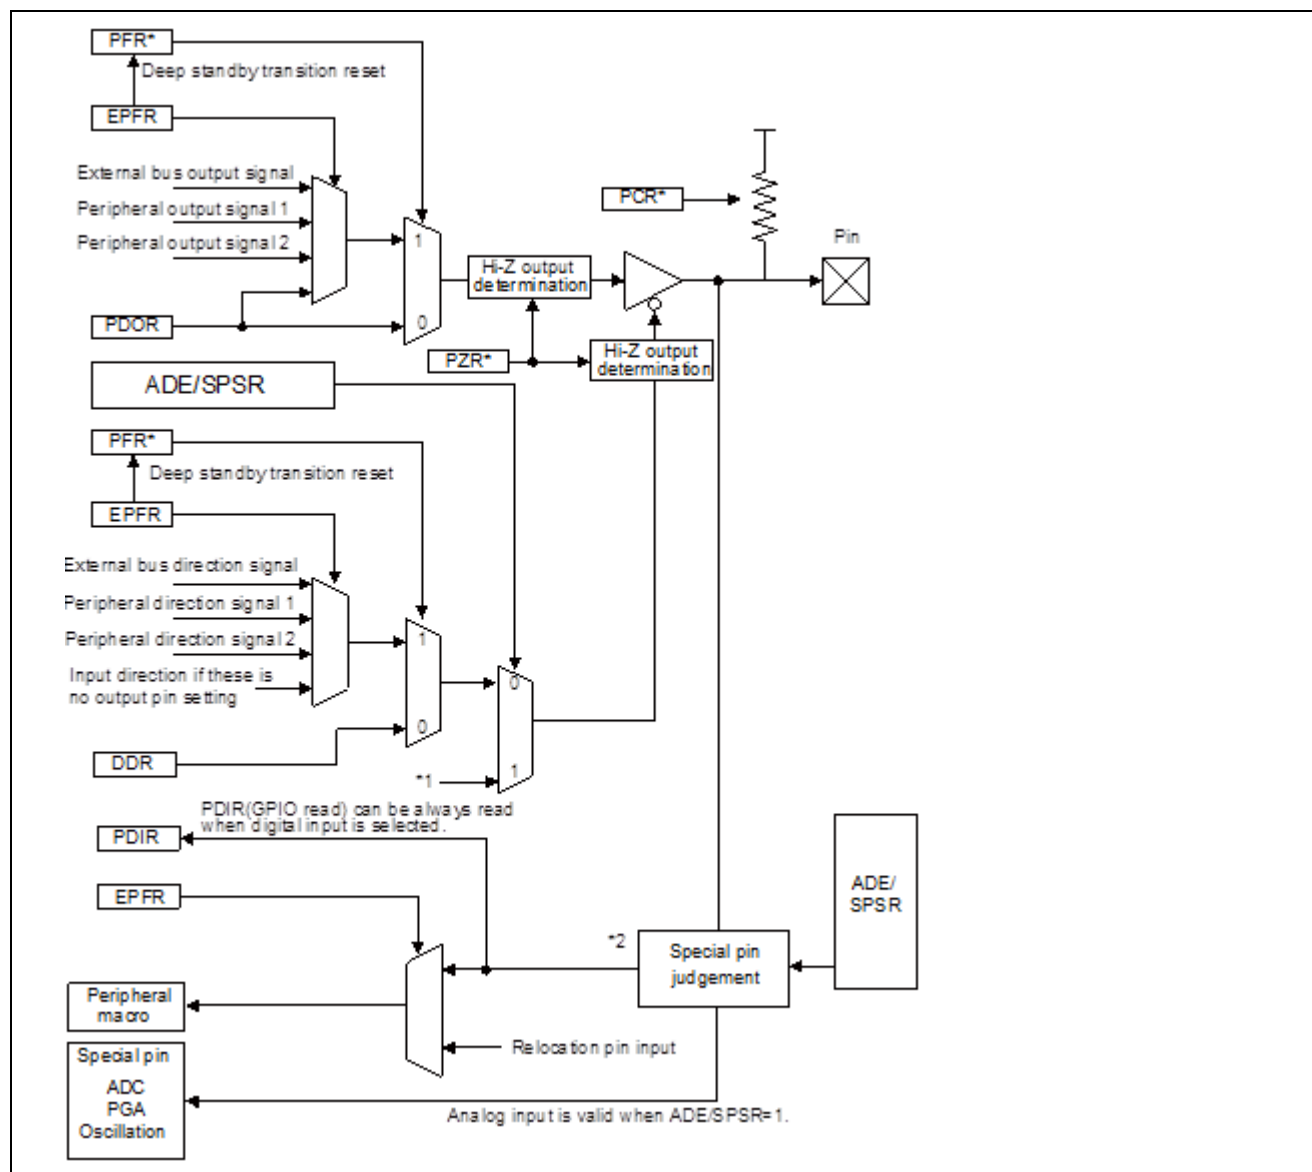 PFR*
Deep standby transition reset
EPFR
External bus output signal
Peripheral output signal 1
Peripheral output signal 2
PDOR
1
0
Hi-Z output
determination
PCR*
Pin
PZR*
Hi-Z output
determination
ADE/SPSR
PFR*
Deep standby transition reset
EPFR
External bus direction signal
Peripheral direction signal 1
Peripheral direction signal 2
Input direction if these is
no output pin setting
DDR
1
0
0
1
*1
PDIR(GPIO read) can be always read
when digital input is selected.
PDIR
EPFR
*2
Special pin
judgement
ADE/
SPSR
Peripheral
macro
Relocation pin input
Special pin
ADC
PGA
Oscillation
Analog input is valid when ADE/SPSR=1.